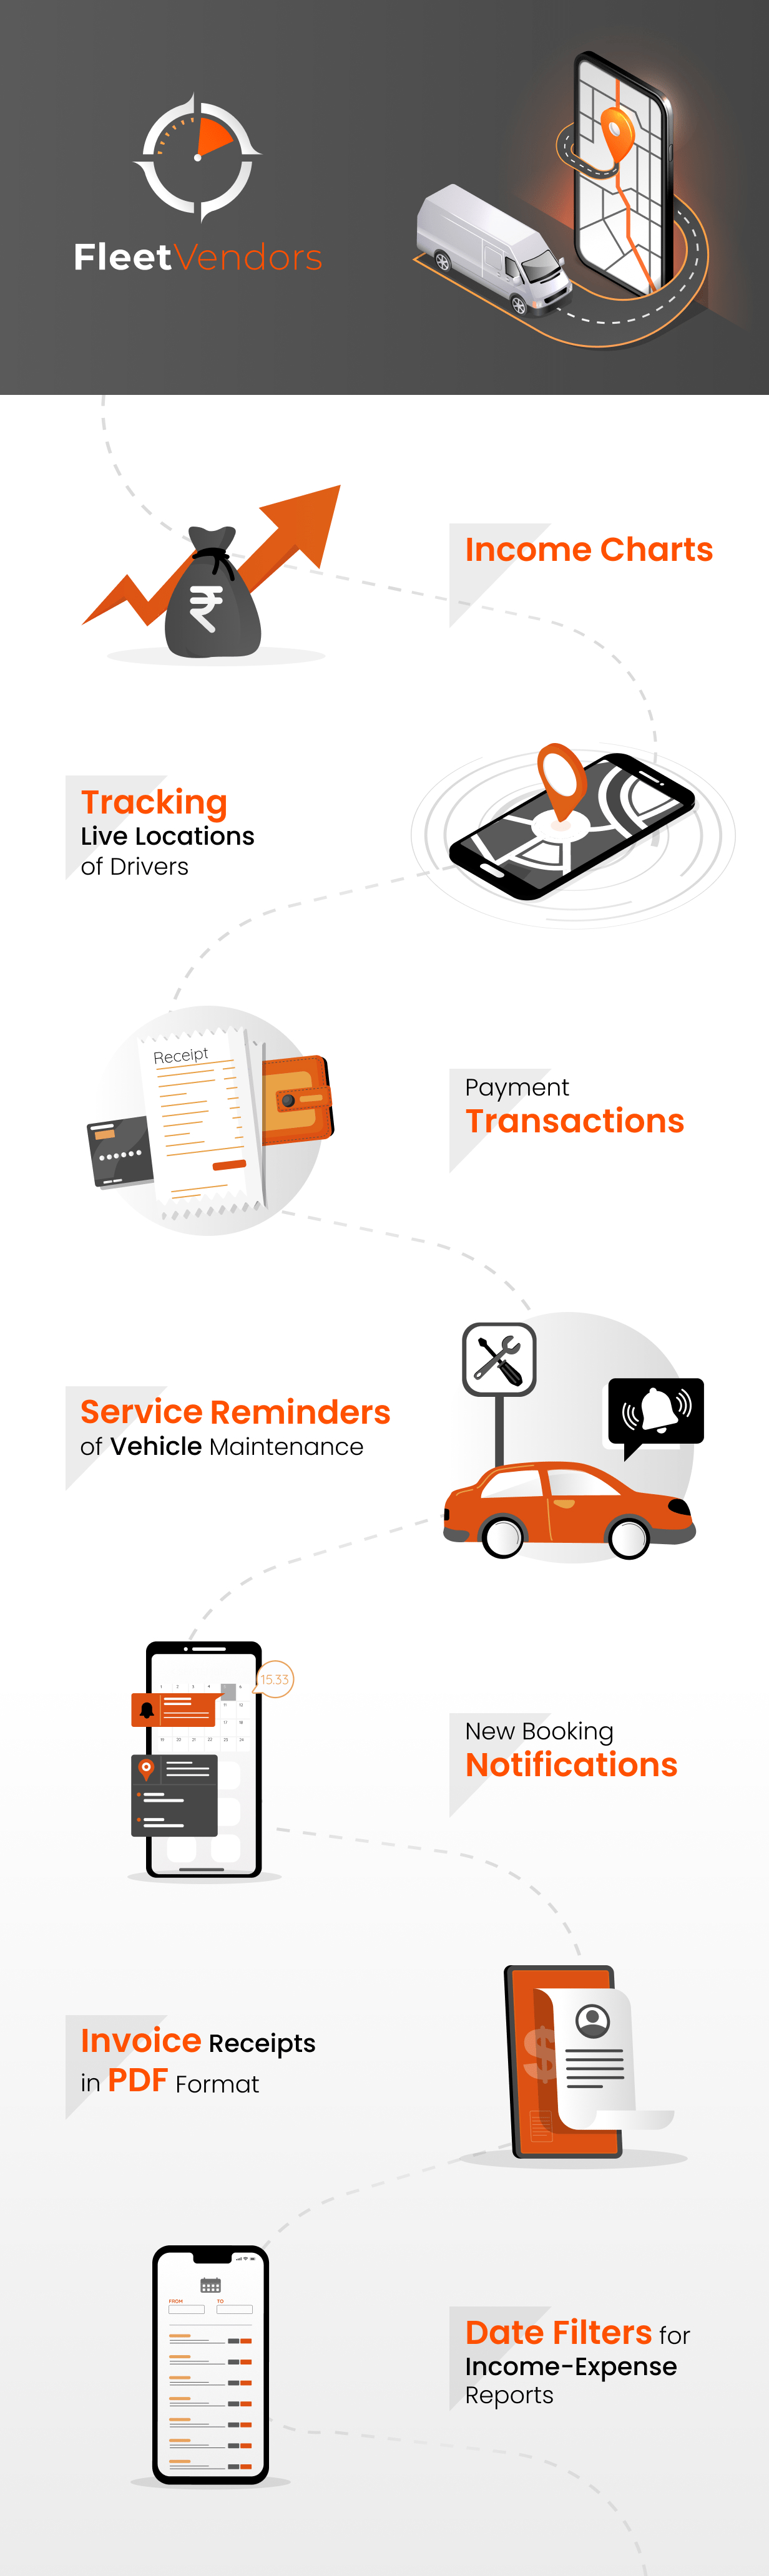 FleetVendors
Income Charts
Tracking
Live Locations
of Drivers
Receipt
Payment
Transactions
Service Reminders
of Vehicle Maintenance
15.33
New Booking
Notifications
Invoice Receipts
in PDF Format
FROM TO
Date Filters for
Income-Expense
Reports